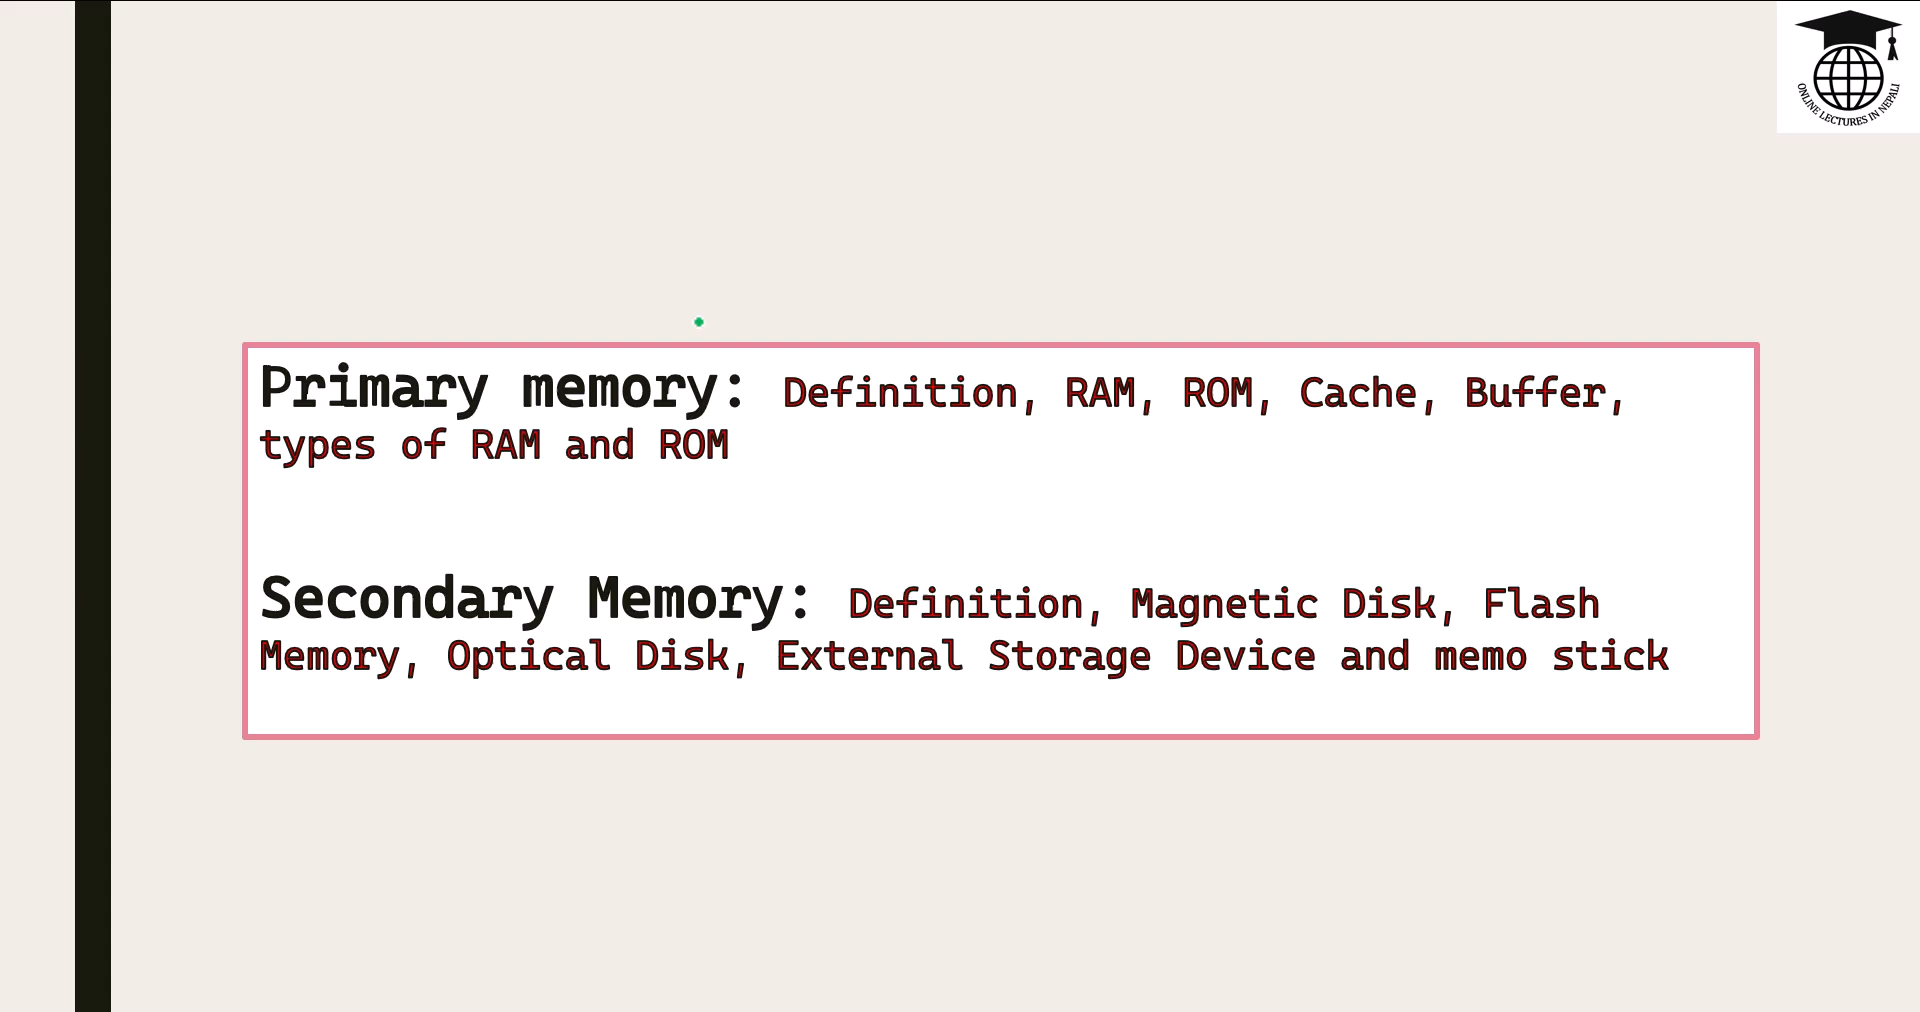 ONLINE LECTURES IN NEPALI
Primary memory: Definition, RAM, ROM, Cache, Buffer,
types of RAM and ROM
Secondary Memory: Definition, Magnetic Disk, Flash
Memory, Optical Disk, External Storage Device and memo stick